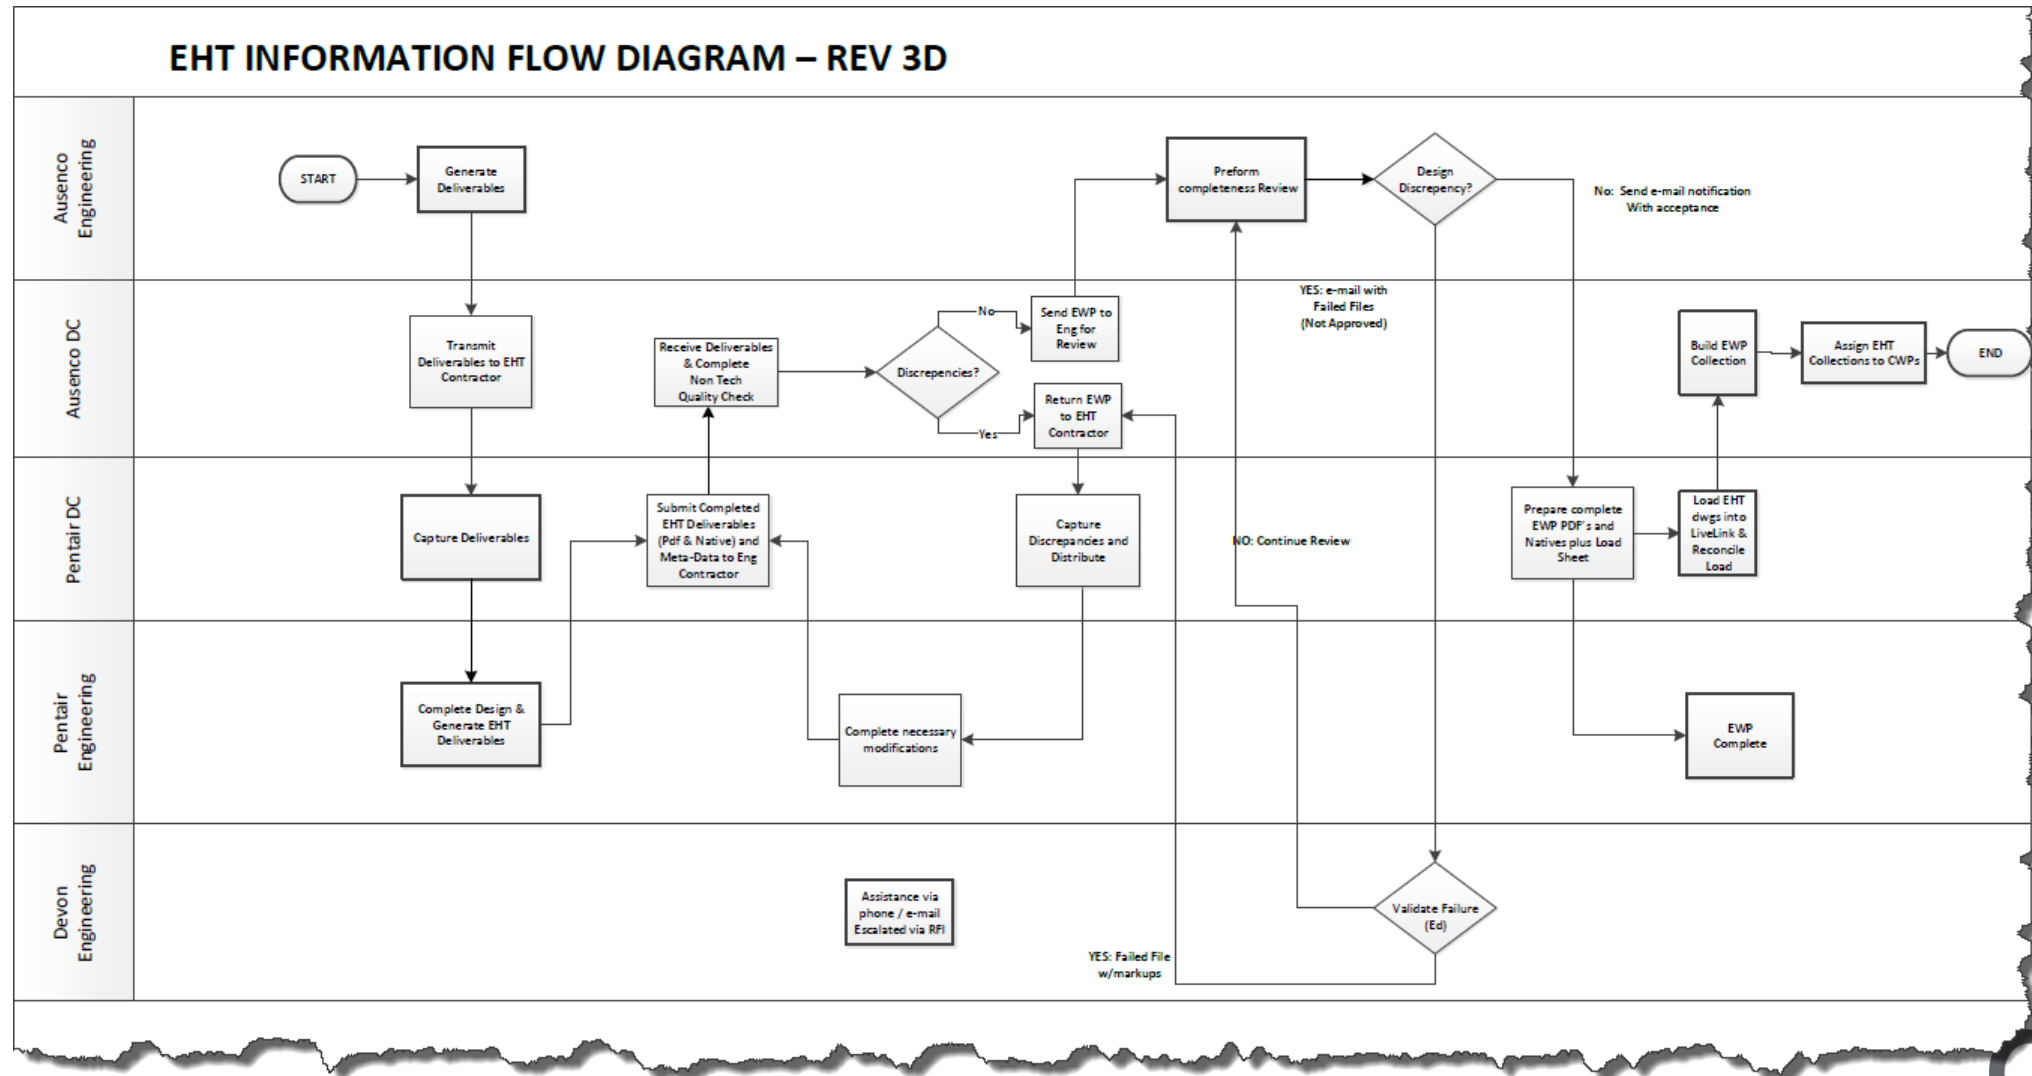 EHT INFORMATION FLOW DIAGRAM – REV 3D
Ausenco
Engineering
START
Generate
Deliverables
Preform
completeness Review
Design
Discrepency?
No:  Send e-mail notification
With acceptance
Ausenco DC
Transmit
Deliverables to EHT
Contractor
Receive Deliverables
& Complete
Non Tech
Quality Check
Discrepencies?
No
Yes
Send EWP to
Eng for
Review
Return EWP
to EHT
Contractor
YES: e-mail with
Failed Files
(Not Approved)
Build EWP
Collection
Assign EHT
Collections to CWPs
END
Pentair DC
Capture Deliverables
Submit Completed
EHT Deliverables
(Pdf & Native) and
Meta-Data to Eng
Contractor
Capture
Discrepancies and
Distribute
NO: Continue Review
Prepare complete
EWP PDF's and
Natives plus Load
Sheet
Load EHT
dwgs into
LiveLink &
Reconcile
Load
Pentair
Engineering
Complete Design &
Generate EHT
Deliverables
Complete necessary
modifications
EWP
Complete
Devon
Engineering
Assistance via
phone / e-mail
Escalated via RFI
YES: Failed File
w/markups
Validate Failure
(Ed)